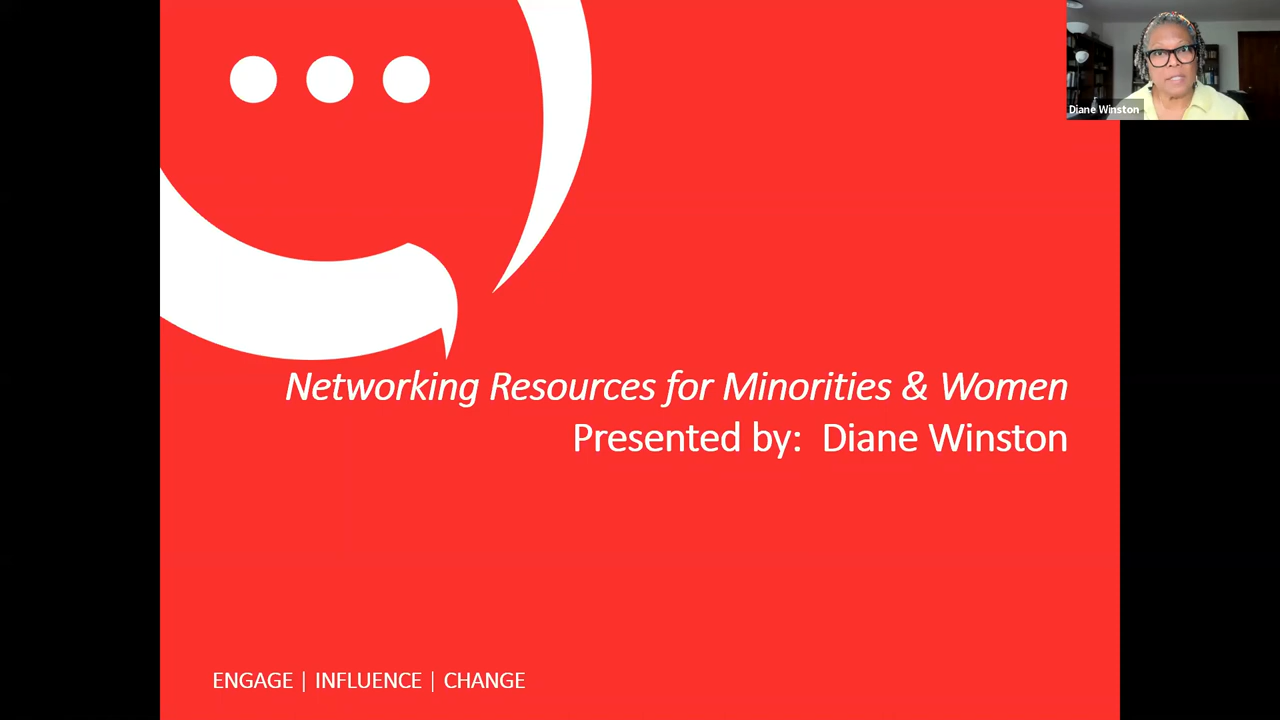 Diane Winston
Networking Resources for Minorities & Women
Presented by:  Diane Winston
ENGAGE | INFLUENCE | CHANGE